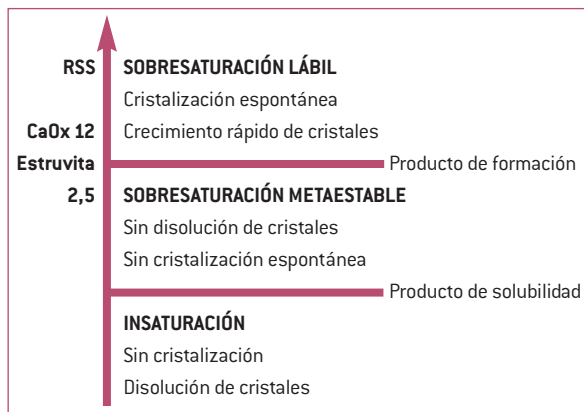 RSS SOBRESATURACIÓN LÁBIL
Cristalización espontánea
CaOx 12 Crecimiento rápido de cristales
Estruvita Producto de formación
2,5 SOBRESATURACIÓN METAESTABLE
Sin disolución de cristales
Sin cristalización espontánea
Producto de solubilidad
INSATURACIÓN
Sin cristalización
Disolución de cristales